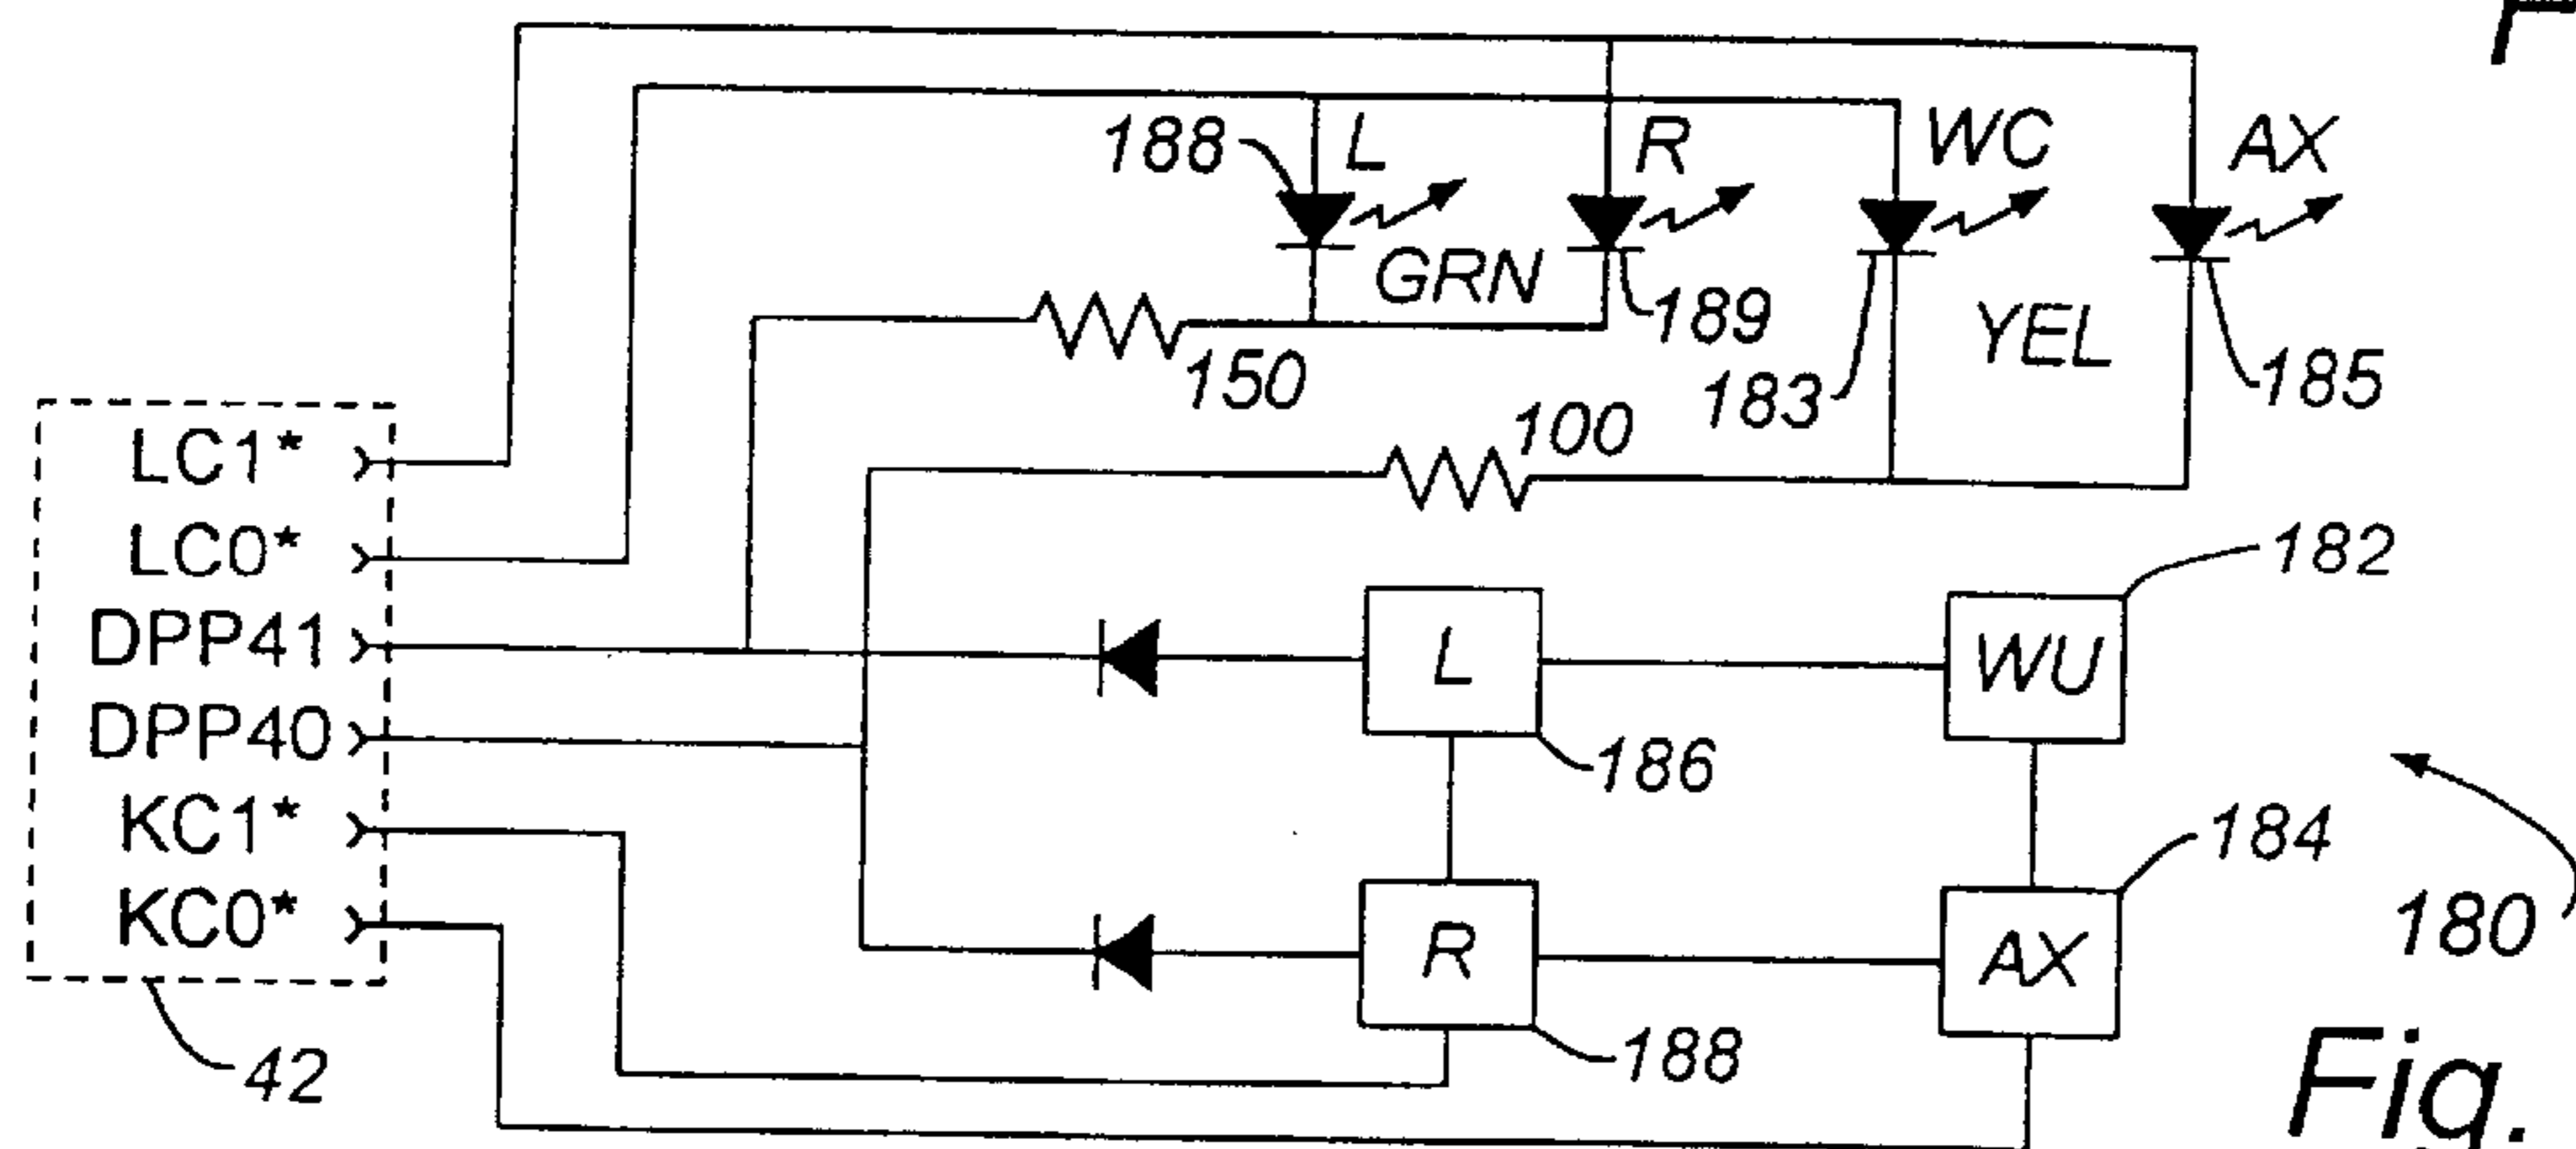 188
L
R
WC
AX
GRN
189
YEL
150
183
185
100
LC1*
LC0*
DPP41
DPP40
KC1*
KC0*
42
L
186
WU
182
R
188
AX
184
180
Fig.